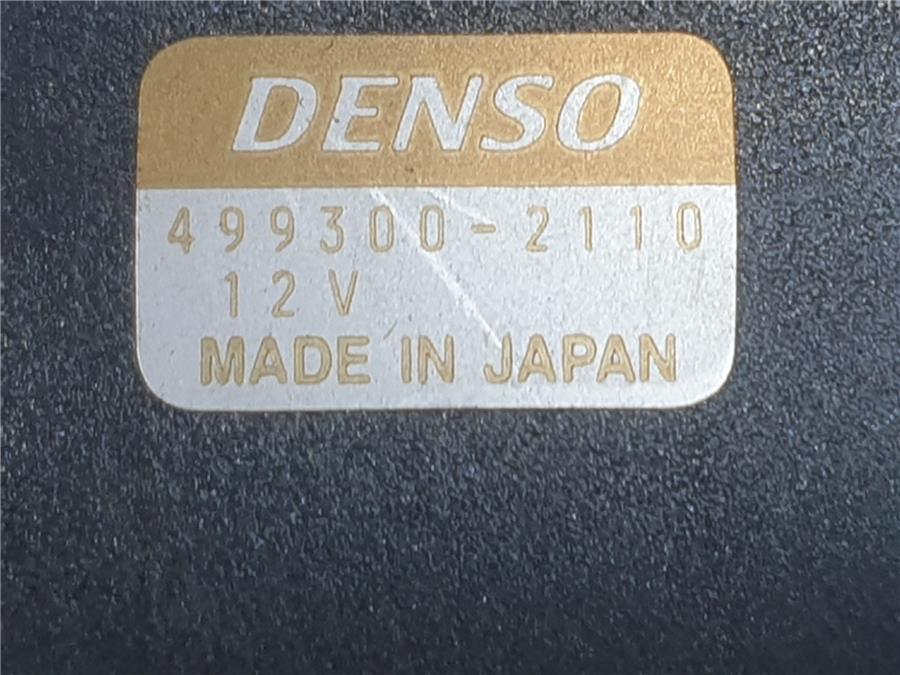 DENSO
499300-2110
12V
MADE IN JAPAN